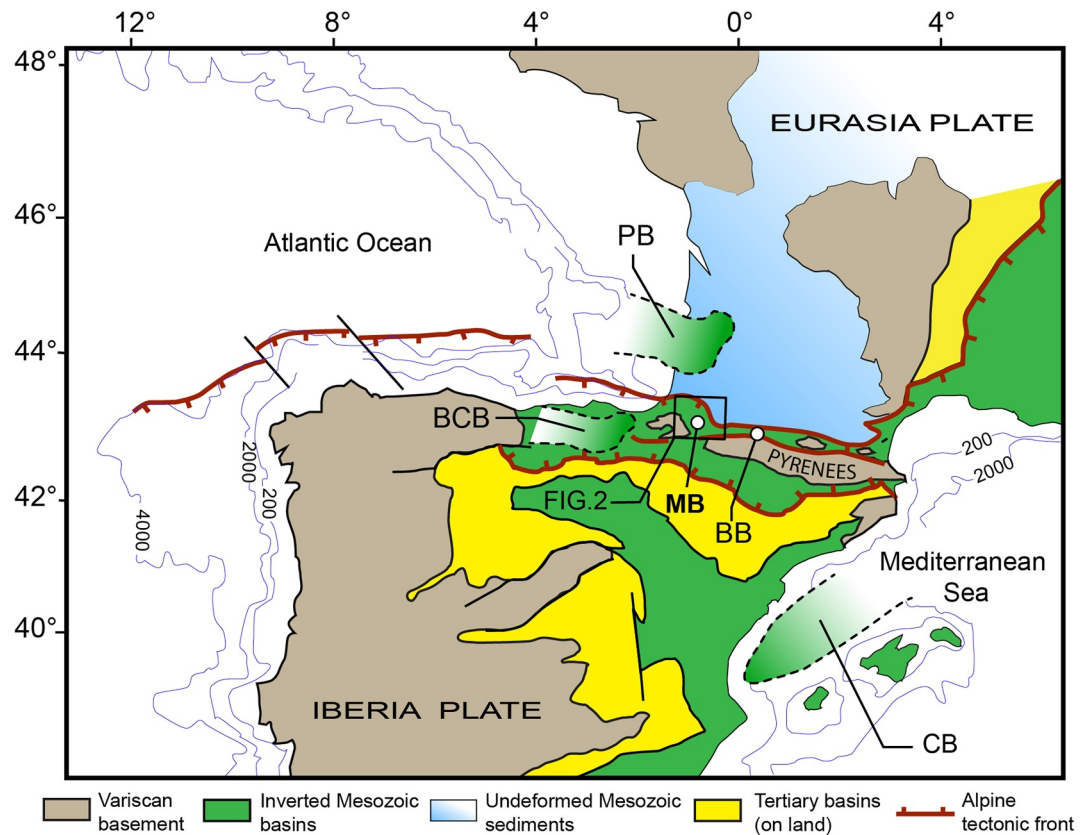 12° 8° 4° 0° 4°
48°
EURASIA PLATE
46°
PB
Atlantic Ocean
44°
BCB
PYRENEES
200
2000
2000
200
42°
FIG.2
MB
BB
4000
Mediterranean
Sea
40°
IBERIA PLATE
CB
Variscan
basement
Inverted Mesozoic
basins
Undeformed Mesozoic
sediments
Tertiary basins
(on land)
Alpine
tectonic front